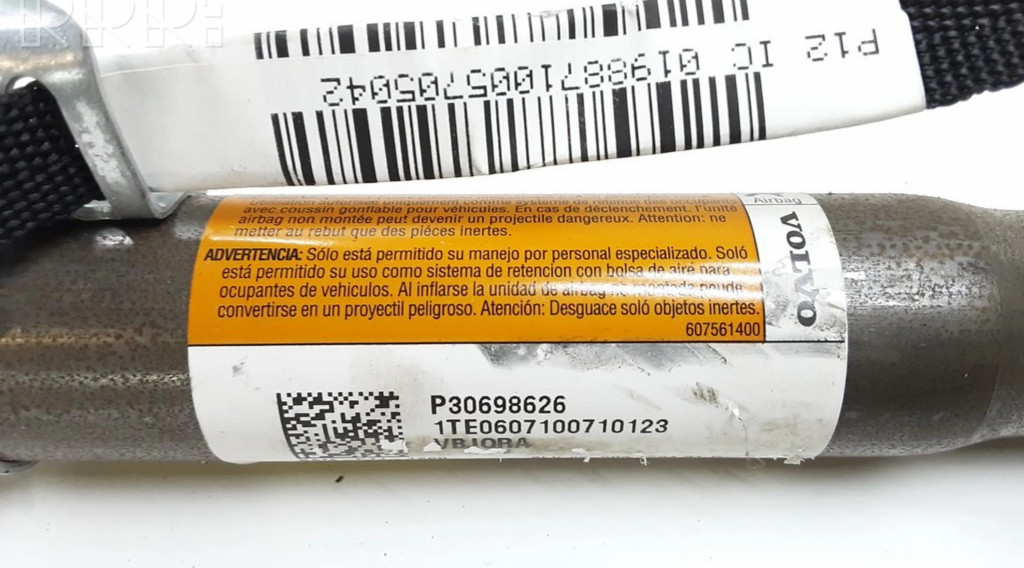 RRR
P12 IC 0198871005705042
Airbag
VOLVO
avec coussin gonflable pour véhicules. En cas de déclenchement. l'unité
airbag non montée peut devenir un projectile dangereux. Attention: ne
metter au rebut que des piéces inertes.
ADVERTENCIA: Sólo está permitido su manejo por personal especializado. Soló
está permitido su uso como sistema de retencion con bolsa de aire para
ocupantes de vehiculos. Al inflarse la unidad de airbag no montada puede
convertirse en un proyectil peligroso. Atención: Desguace soló objetos inertes.
607561400
P30698626
1TE0607100710123